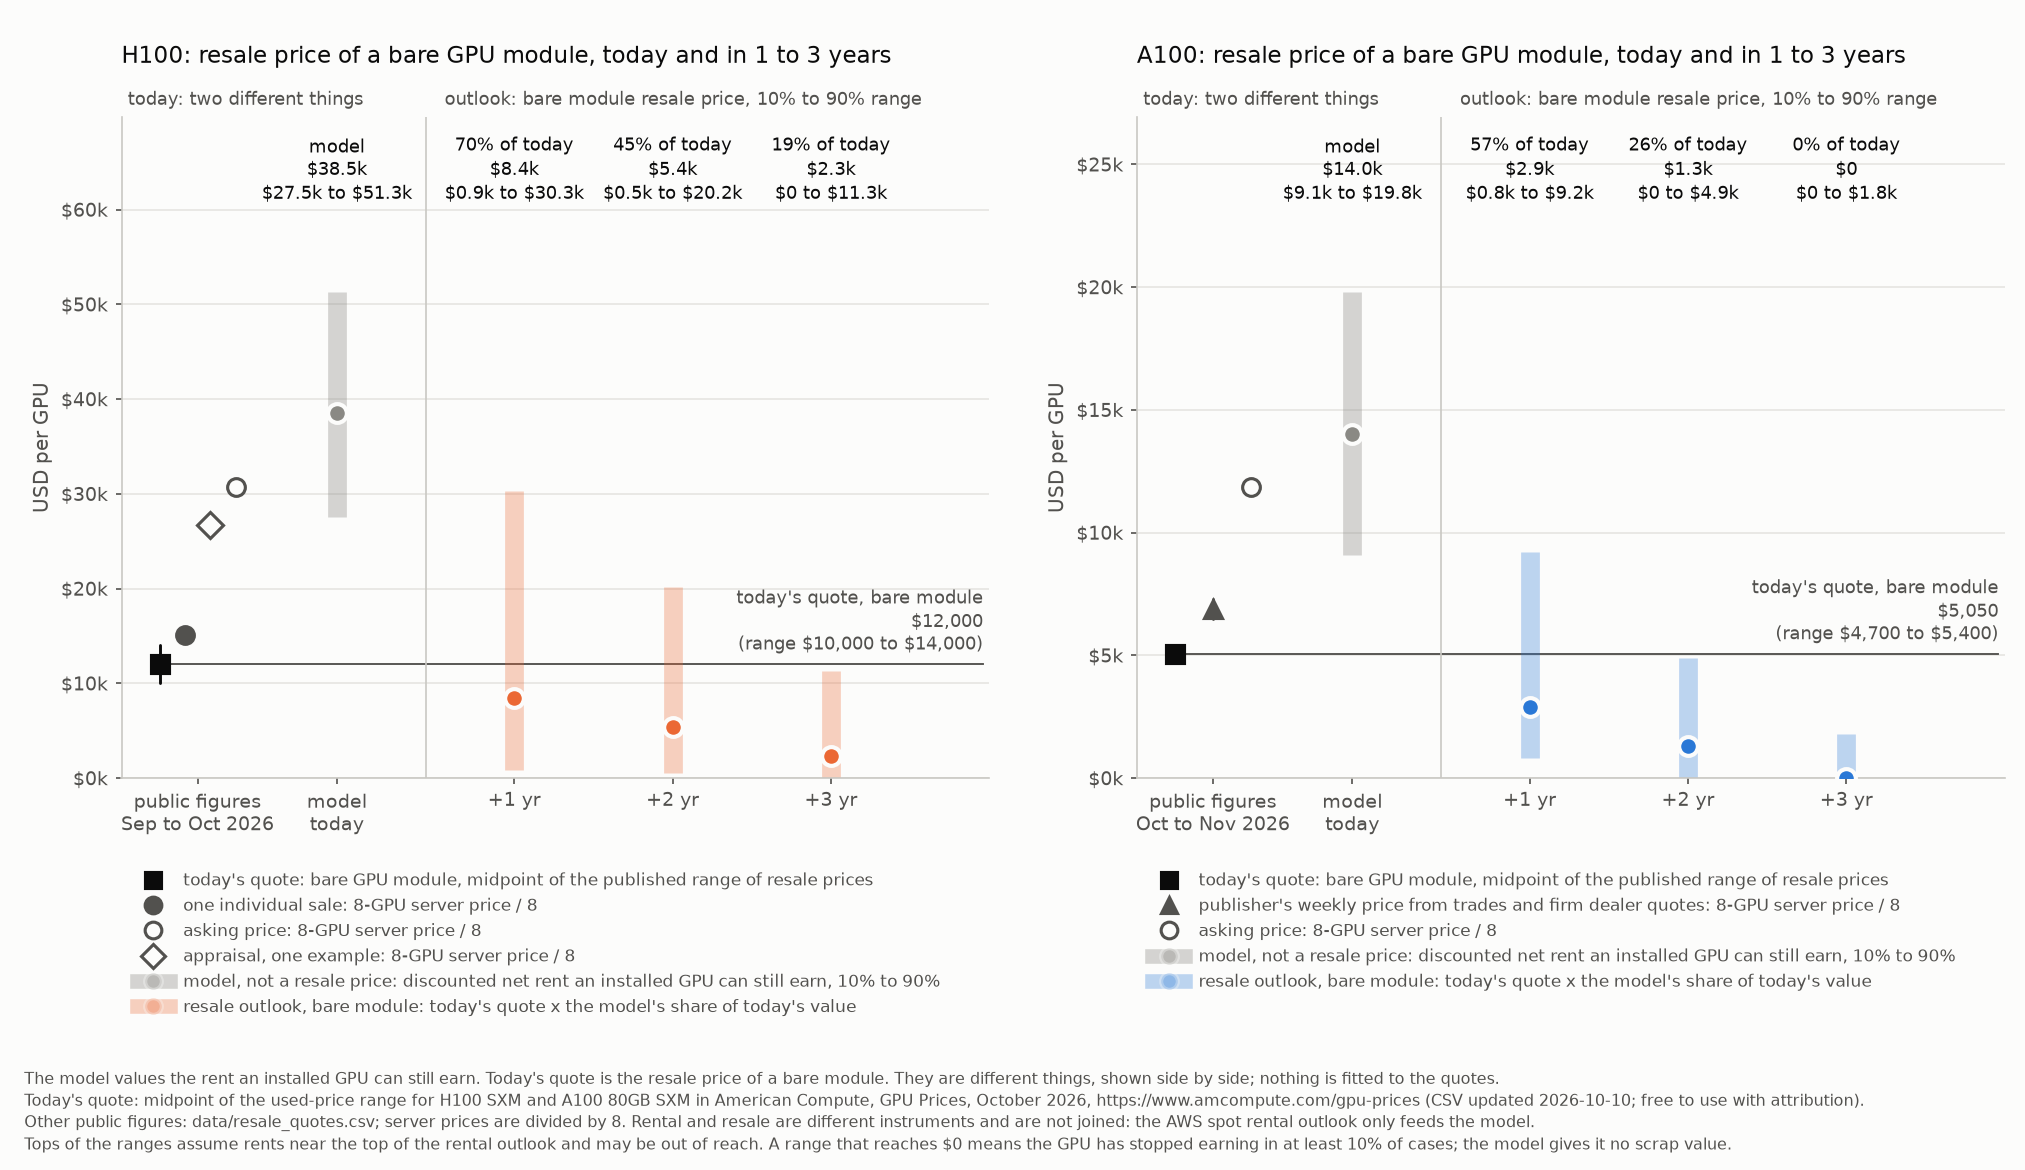 H100: resale price of a bare GPU module, today and in 1 to 3 years
today: two different things
outlook: bare module resale price, 10% to 90% range
model
$38.5k
$27.5k to $51.3k
70% of today
$8.4k
$0.9k to $30.3k
45% of today
$5.4k
$0.5k to $20.2k
19% of today
$2.3k
$0 to $11.3k
USD per GPU
$60k
$50k
$40k
$30k
$20k
$10k
$0k
today's quote, bare module
$12,000
(range $10,000 to $14,000)
public figures
Sep to Oct 2026
model
today
+1 yr
+2 yr
+3 yr
today's quote: bare GPU module, midpoint of the published range of resale prices
one individual sale: 8-GPU server price / 8
asking price: 8-GPU server price / 8
appraisal, one example: 8-GPU server price / 8
model, not a resale price: discounted net rent an installed GPU can still earn, 10% to 90%
resale outlook, bare module: today's quote x the model's share of today's value
A100: resale price of a bare GPU module, today and in 1 to 3 years
today: two different things
outlook: bare module resale price, 10% to 90% range
model
$14.0k
$9.1k to $19.8k
57% of today
$2.9k
$0.8k to $9.2k
26% of today
$1.3k
$0 to $4.9k
0% of today
$0
$0 to $1.8k
USD per GPU
$25k
$20k
$15k
$10k
$5k
$0k
today's quote, bare module
$5,050
(range $4,700 to $5,400)
public figures
Oct to Nov 2026
model
today
+1 yr
+2 yr
+3 yr
today's quote: bare GPU module, midpoint of the published range of resale prices
publisher's weekly price from trades and firm dealer quotes: 8-GPU server price / 8
asking price: 8-GPU server price / 8
model, not a resale price: discounted net rent an installed GPU can still earn, 10% to 90%
resale outlook, bare module: today's quote x the model's share of today's value
The model values the rent an installed GPU can still earn. Today's quote is the resale price of a bare module. They are different things, shown side by side; nothing is fitted to the quotes.
Today's quote: midpoint of the used-price range for H100 SXM and A100 80GB SXM in American Compute, GPU Prices, October 2026, https://www.amcompute.com/gpu-prices (CSV updated 2026-10-10; free to use with attribution).
Other public figures: data/resale_quotes.csv; server prices are divided by 8. Rental and resale are different instruments and are not joined: the AWS spot rental outlook only feeds the model.
Tops of the ranges assume rents near the top of the rental outlook and may be out of reach. A range that reaches $0 means the GPU has stopped earning in at least 10% of cases; the model gives it no scrap value.